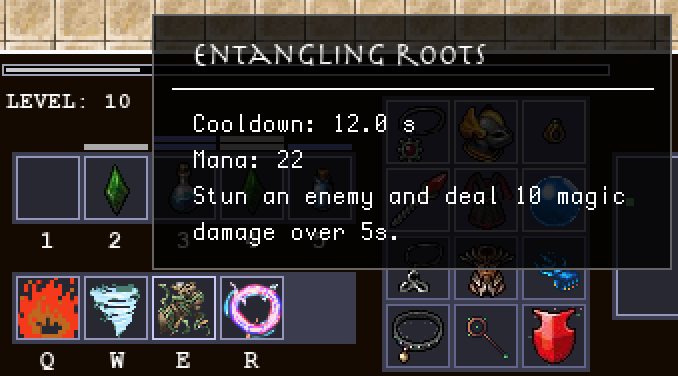 ENTANGLING ROOTS
LEVEL: 10
Cooldown: 12.0 s
Mana: 22
Stun an enemy and deal 10 magic
damage over 5s.
1 2 3
Q W E R